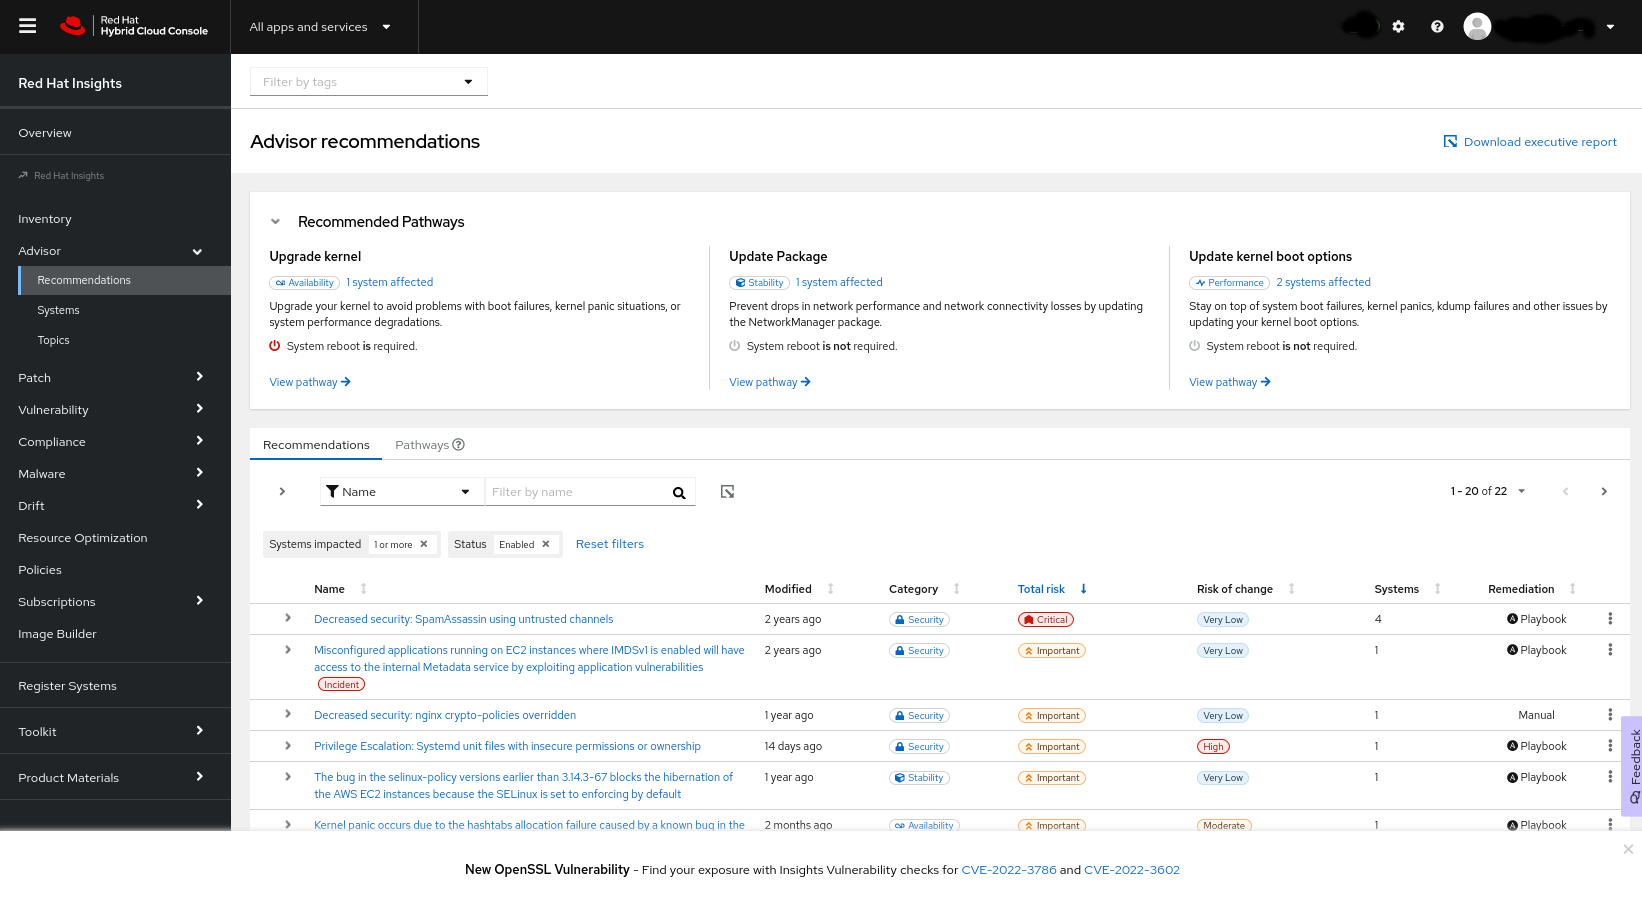 Red Hat
Hybrid Cloud Console
All apps and services
Red Hat Insights
Overview
Red Hat Insights
Inventory
Advisor
Recommendations
Systems
Topics
Patch
Vulnerability
Compliance
Malware
Drift
Resource Optimization
Policies
Subscriptions
Image Builder
Register Systems
Toolkit
Product Materials
Filter by tags
Advisor recommendations
Download executive report
Recommended Pathways
Upgrade kernel
Availability 1 system affected
Upgrade your kernel to avoid problems with boot failures, kernel panic situations, or
system performance degradations.
System reboot is required.
View pathway
Update Package
Stability 1 system affected
Prevent drops in network performance and network connectivity losses by updating
the NetworkManager package.
System reboot is not required.
View pathway
Update kernel boot options
Performance 2 systems affected
Stay on top of system boot failures, kernel panics, kdump failures and other issues by
updating your kernel boot options.
System reboot is not required.
View pathway
Recommendations Pathways
Name Filter by name 1 - 20 of 22
Systems impacted 1 or more Status Enabled Reset filters
Name Modified Category Total risk Risk of change Systems Remediation
Decreased security: SpamAssassin using untrusted channels 2 years ago Security Critical Very Low 4 Playbook
Misconfigured applications running on EC2 instances where IMDSv1 is enabled will have 2 years ago Security Important Very Low 1 Playbook
access to the internal Metadata service by exploiting application vulnerabilities
Incident
Decreased security: nginx crypto-policies overridden 1 year ago Security Important Very Low 1 Manual
Privilege Escalation: Systemd unit files with insecure permissions or ownership 14 days ago Security Important High 1 Playbook
The bug in the selinux-policy versions earlier than 3.14.3-67 blocks the hibernation of 1 year ago Stability Important Very Low 1 Playbook
the AWS EC2 instances because the SELinux is set to enforcing by default
Kernel panic occurs due to the hashtabs allocation failure caused by a known bug in the 2 months ago Availability Important Moderate 1 Playbook
Feedback
New OpenSSL Vulnerability - Find your exposure with Insights Vulnerability checks for CVE-2022-3786 and CVE-2022-3602